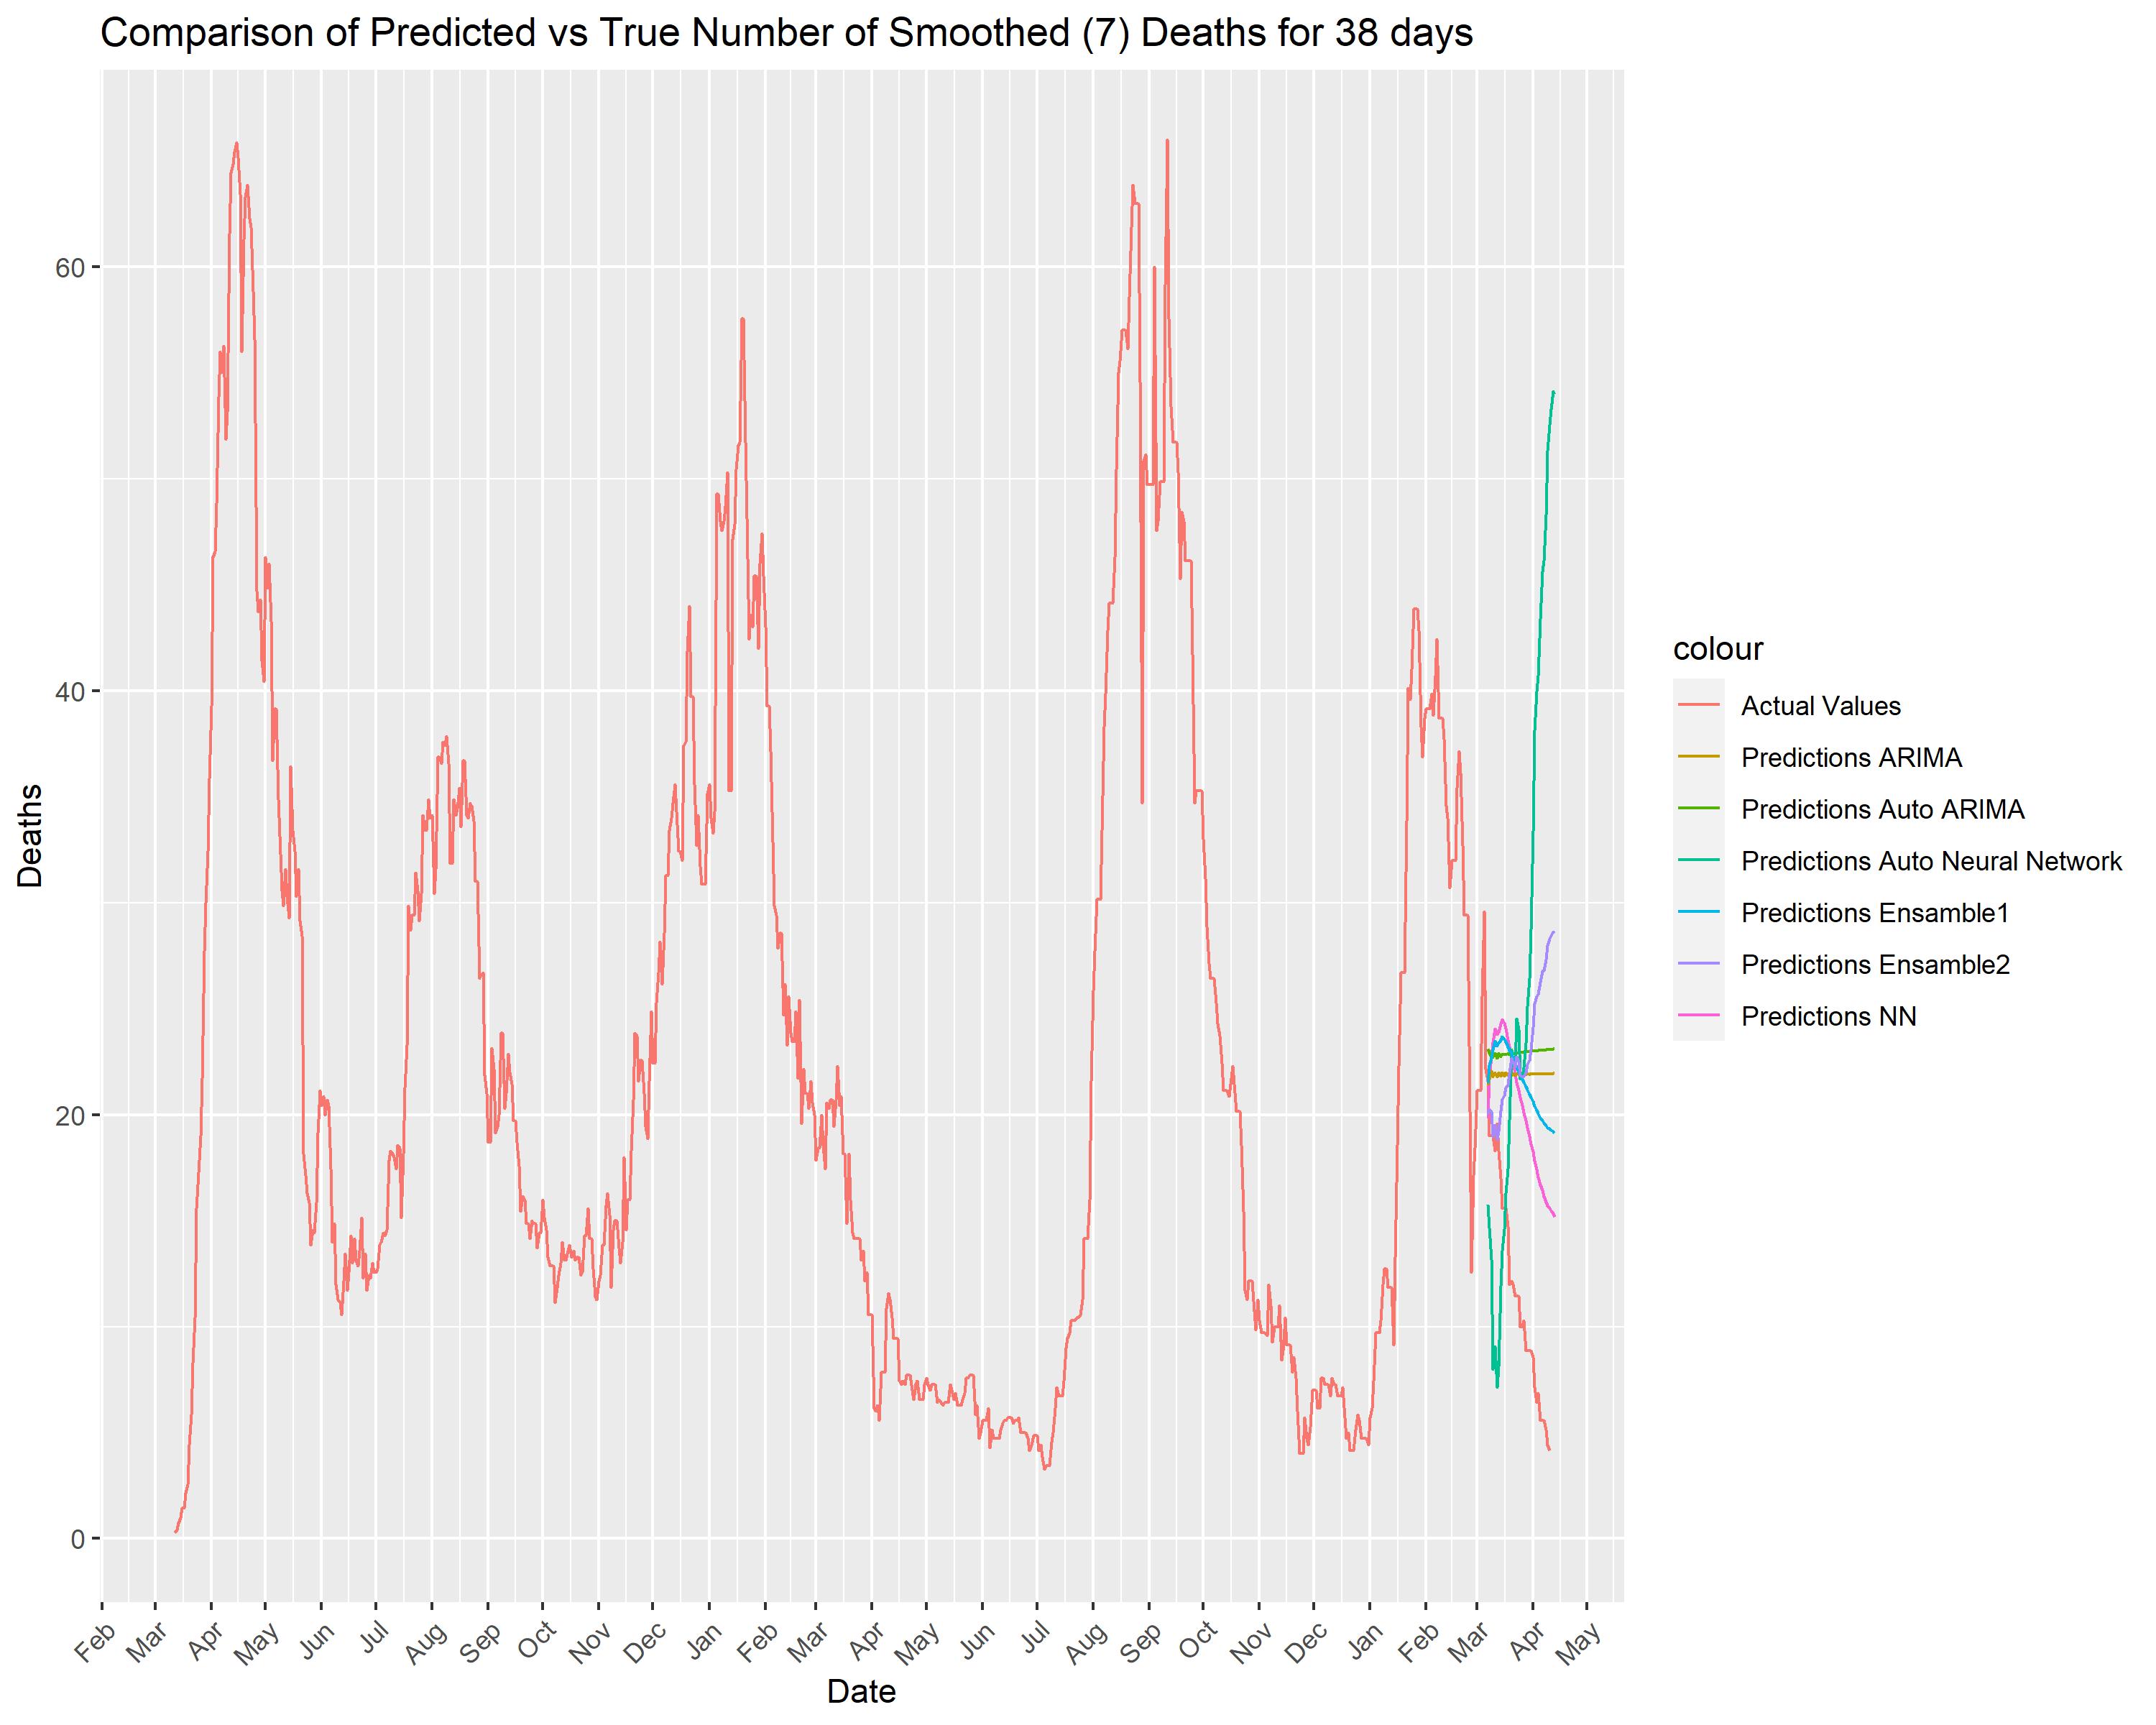 Comparison of Predicted vs True Number of Smoothed (7) Deaths for 38 days
Deaths
60
40
20
0
Feb Mar Apr May Jun Jul Aug Sep Oct Nov Dec Jan Feb Mar Apr May Jun Jul Aug Sep Oct Nov Dec Jan Feb Mar Apr May
Date
colour
Actual Values
Predictions ARIMA
Predictions Auto ARIMA
Predictions Auto Neural Network
Predictions Ensamble1
Predictions Ensamble2
Predictions NN